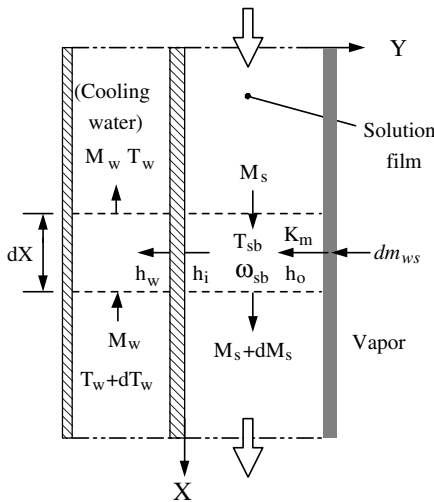 Y
(Cooling
water)
M_w T_w
Solution
film
M_s
dX
T_sb
K_m
dm_ws
h_w
h_i
ω_sb
h_o
M_w
M_s+dM_s
Vapor
T_w+dT_w
X